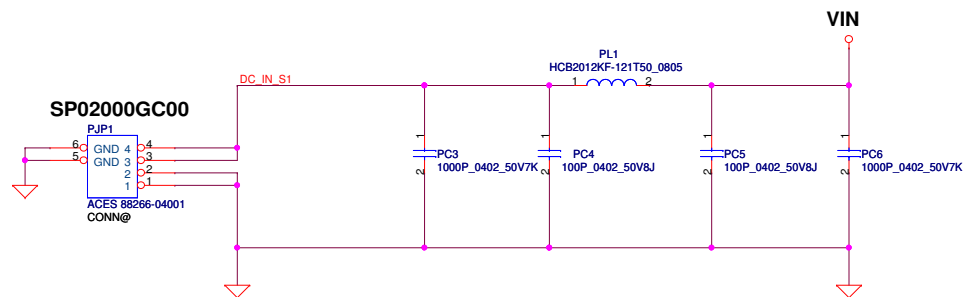 VIN
PL1
HCB2012KF-121T50_0805
DC_IN_S1
1
2
SP02000GC00
PJP1
6 GND 4 4
5 GND 3 3
2 2
1 1
ACES 88266-04001
CONN@
1
PC3
1000P_0402_50V7K
2
1
PC4
100P_0402_50V8J
2
1
PC5
100P_0402_50V8J
2
1
PC6
1000P_0402_50V7K
2